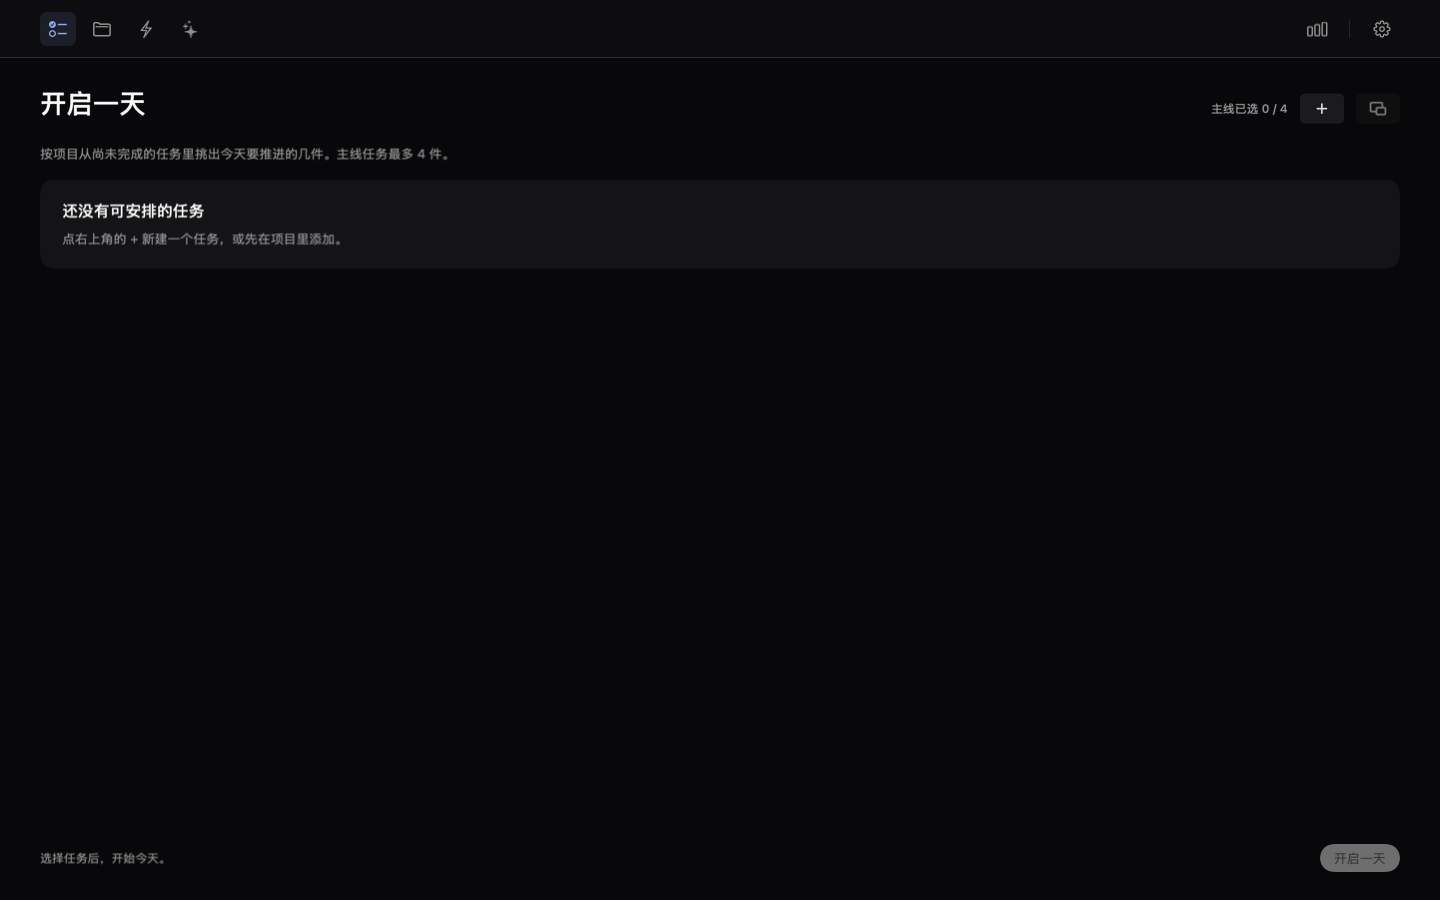 开启一天
主线已选 0 / 4
按项目从尚未完成的任务里挑出今天要推进的几件。主线任务最多 4 件。
还没有可安排的任务
点右上角的 + 新建一个任务，或先在项目里添加。
选择任务后，开始今天。
开启一天